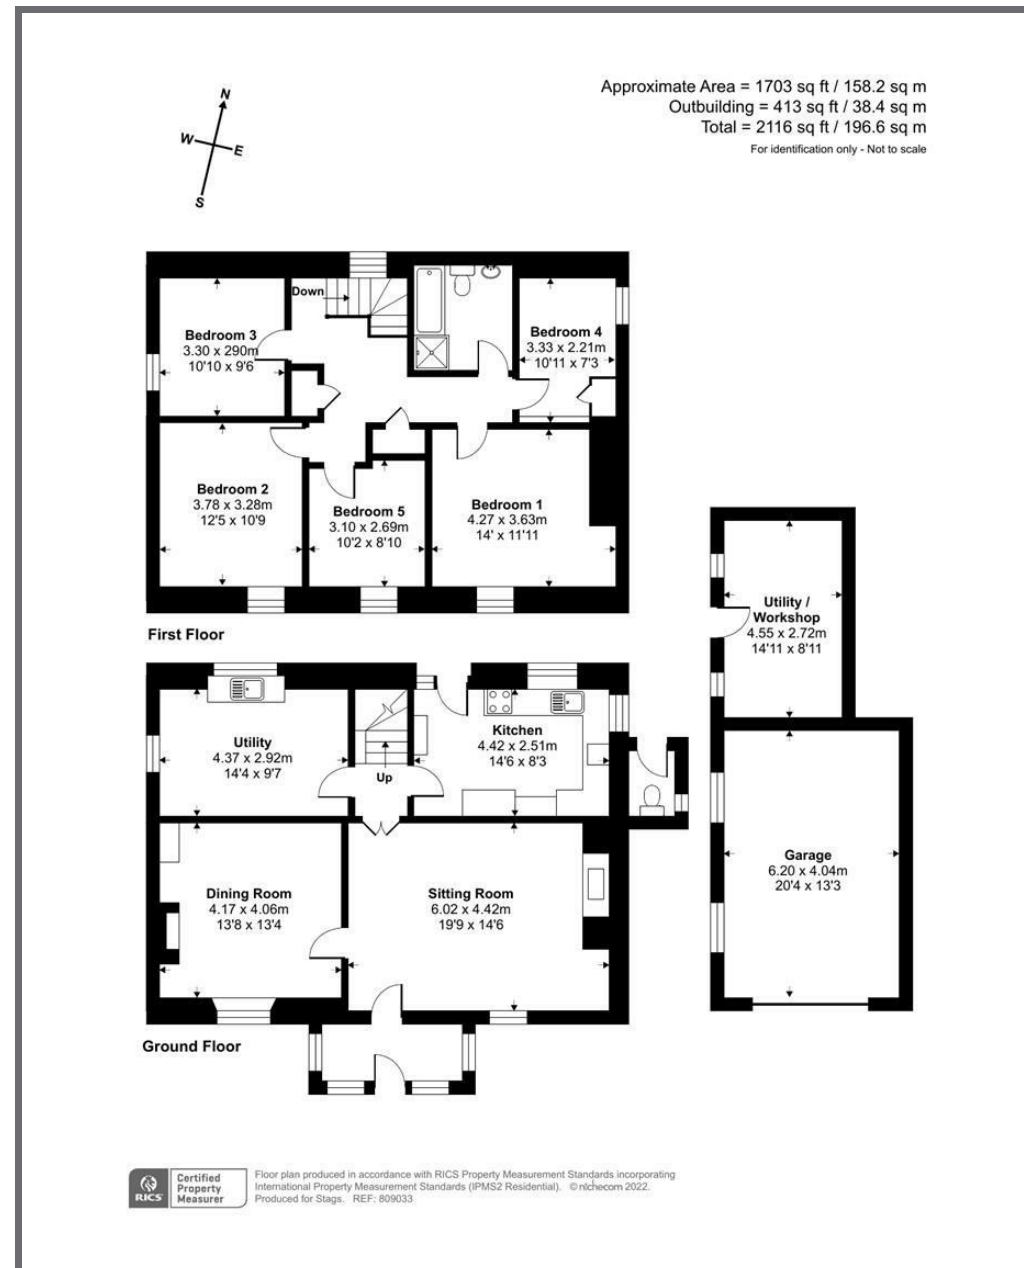 Approximate Area = 1703 sq ft / 158.2 sq m
Outbuilding = 413 sq ft / 38.4 sq m
Total = 2116 sq ft / 196.6 sq m
For identification only - Not to scale
N
W
E
S
Down
Bedroom 3
3.30 x 290m
10'10 x 9'6
Bedroom 4
3.33 x 2.21m
10'11 x 7'3
Bedroom 2
3.78 x 3.28m
12'5 x 10'9
Bedroom 5
3.10 x 2.69m
10'2 x 8'10
Bedroom 1
4.27 x 3.63m
14' x 11'11
First Floor
Utility /
Workshop
4.55 x 2.72m
14'11 x 8'11
Utility
4.37 x 2.92m
14'4 x 9'7
Up
Kitchen
4.42 x 2.51m
14'6 x 8'3
Dining Room
4.17 x 4.06m
13'8 x 13'4
Sitting Room
6.02 x 4.42m
19'9 x 14'6
Garage
6.20 x 4.04m
20'4 x 13'3
Ground Floor
RICS
Certified
Property
Measurer
Floor plan produced in accordance with RICS Property Measurement Standards incorporating
International Property Measurement Standards (IPMS2 Residential). © nichecom 2022.
Produced for Stags. REF: 809033